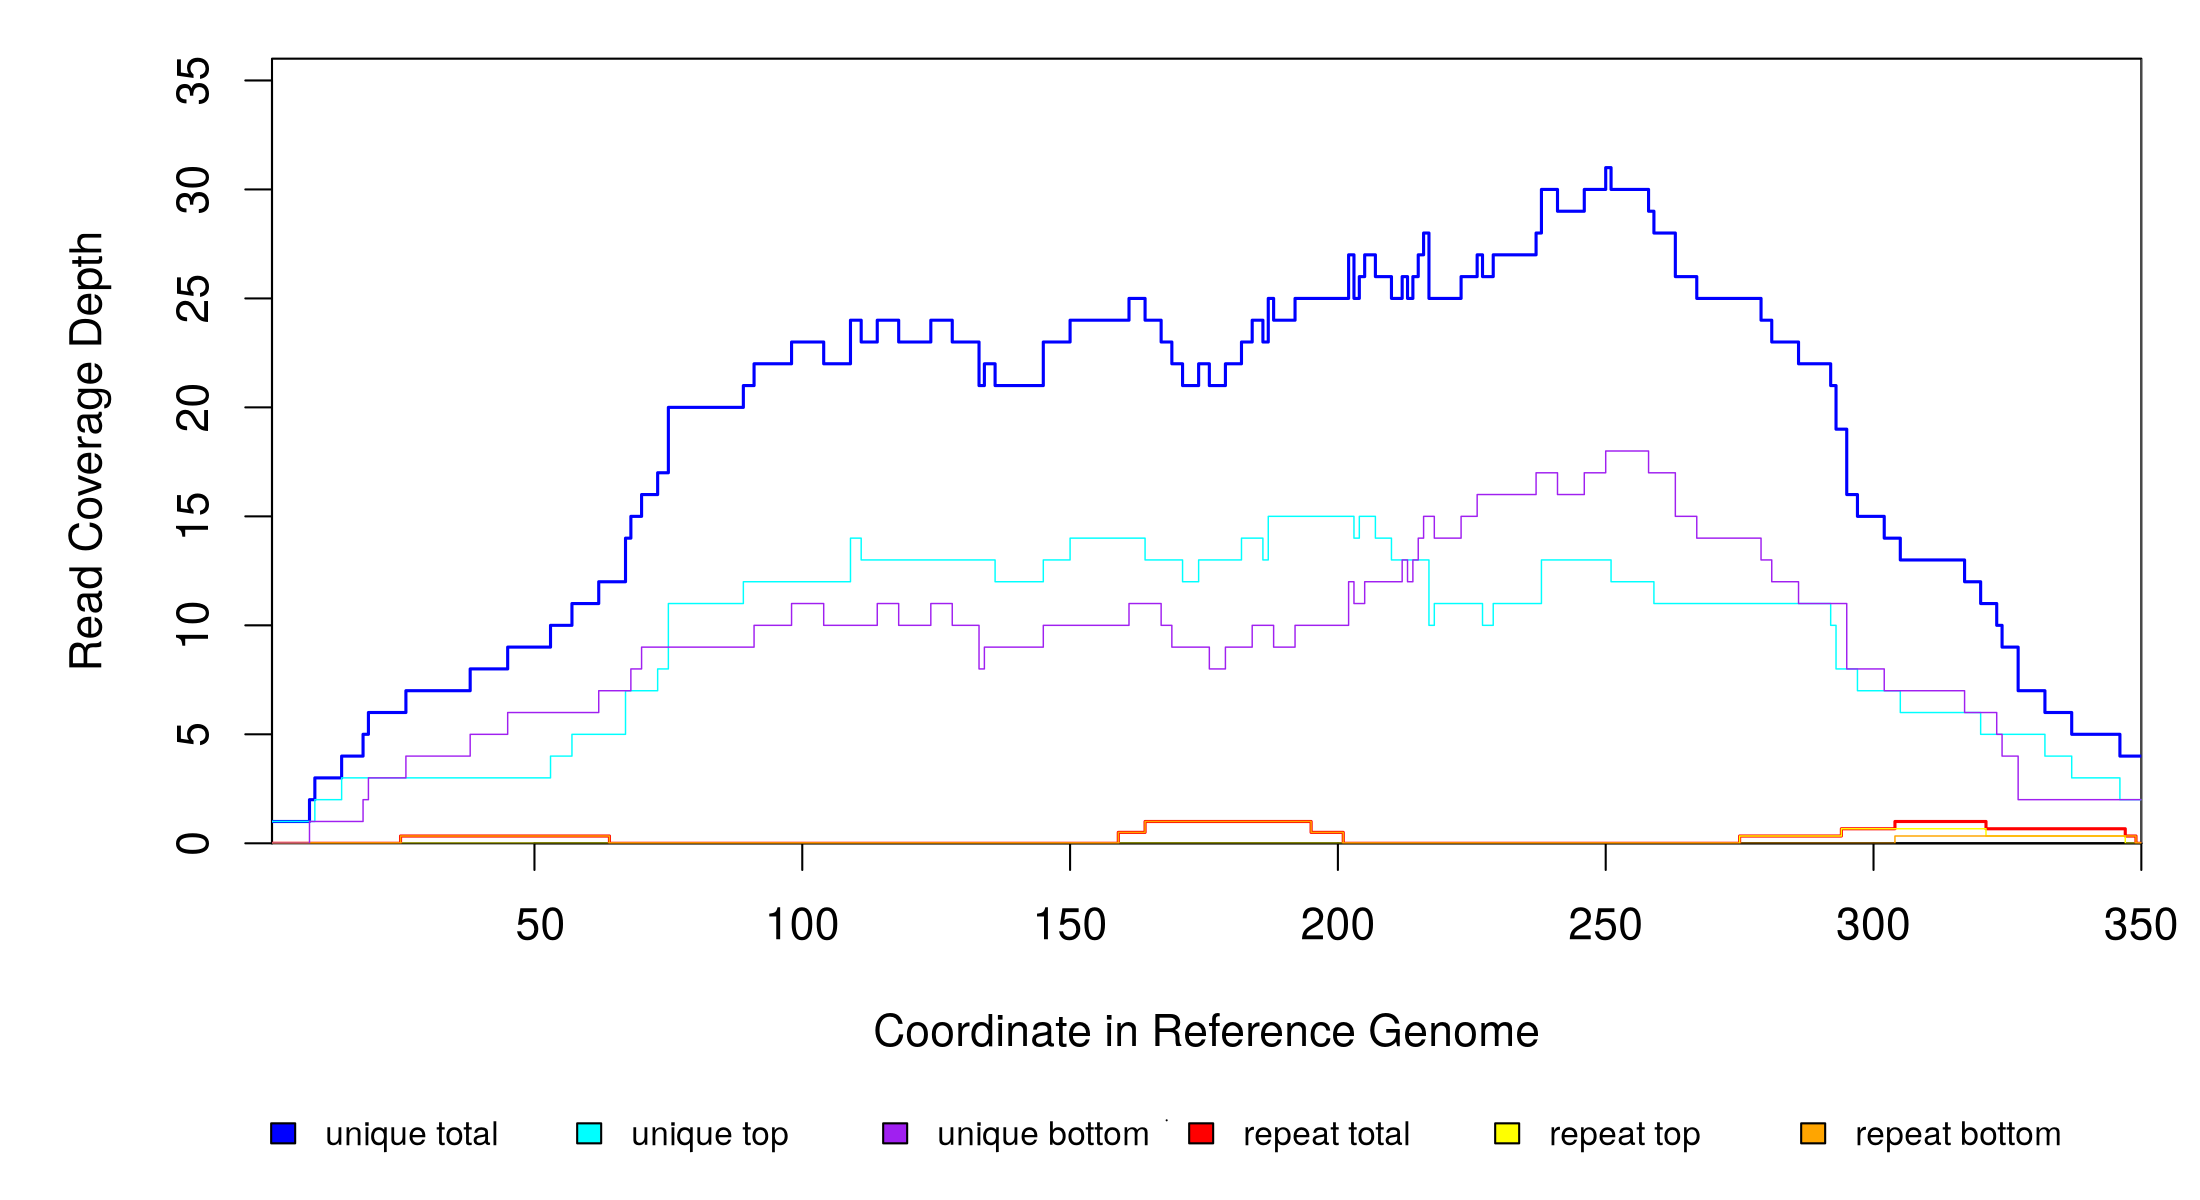 35
30
25
20
15
10
5
0
Read Coverage Depth
50 100 150 200 250 300 350
Coordinate in Reference Genome
unique total unique top unique bottom repeat total repeat top repeat bottom